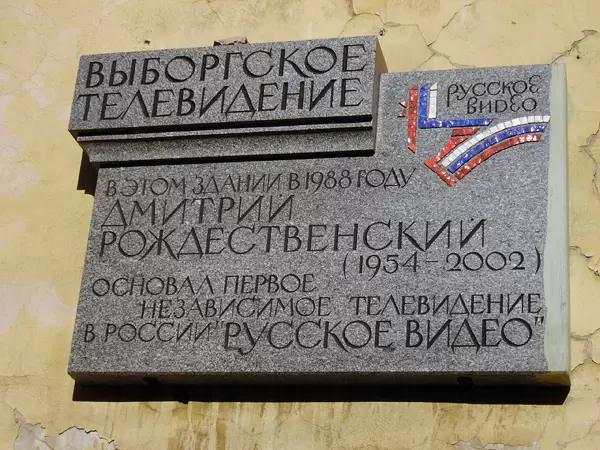 ВЫБОРГСКОЕ
ТЕЛЕВИДЕНИЕ
РУССКОЕ
ВИДЕО
В ЭТОМ ЗДАНИИ В 1988 ГОДУ
ДМИТРИЙ
РОЖДЕСТВЕНСКИЙ
(1954-2002)
ОСНОВАЛ ПЕРВОЕ
НЕЗАВИСИМОЕ ТЕЛЕВИДЕНИЕ
В РОССИИ "РУССКОЕ ВИДЕО"